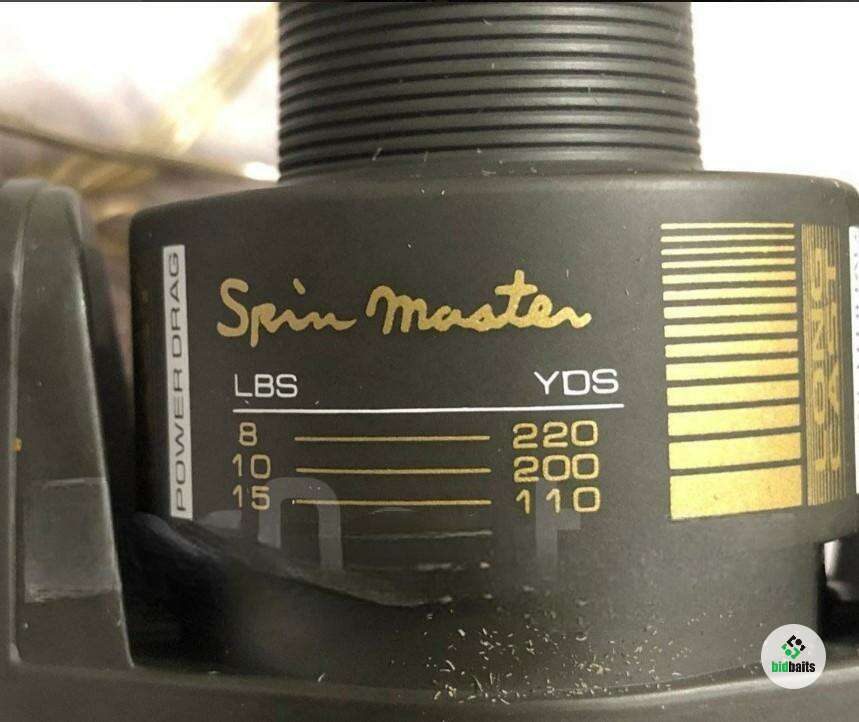 POWER DRAG
Spin Master
LBS YDS
8 220
10 200
15 110
LONG
CAST
bidbaits